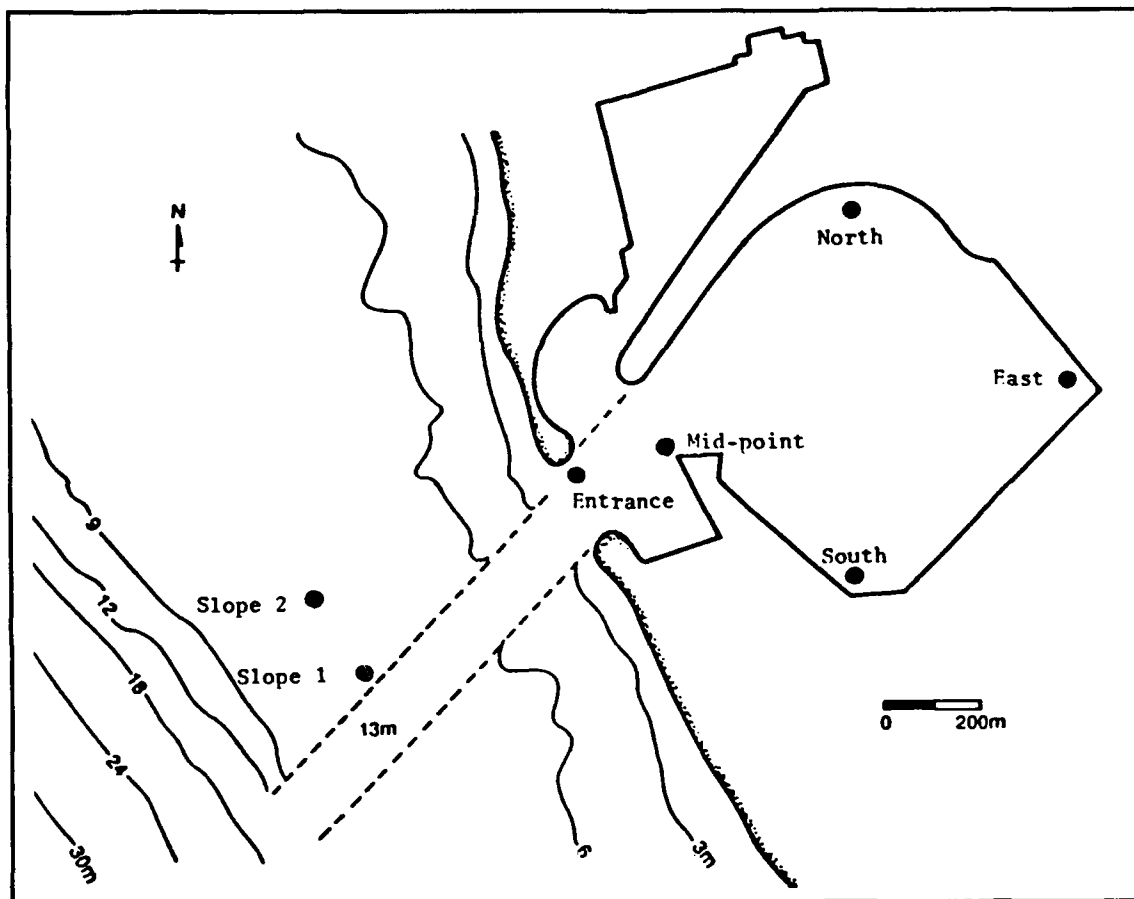 N
North
East
Mid-point
Entrance
South
Slope 2
Slope 1
9
12
18
24
30m
13m
6
3m
0 200m